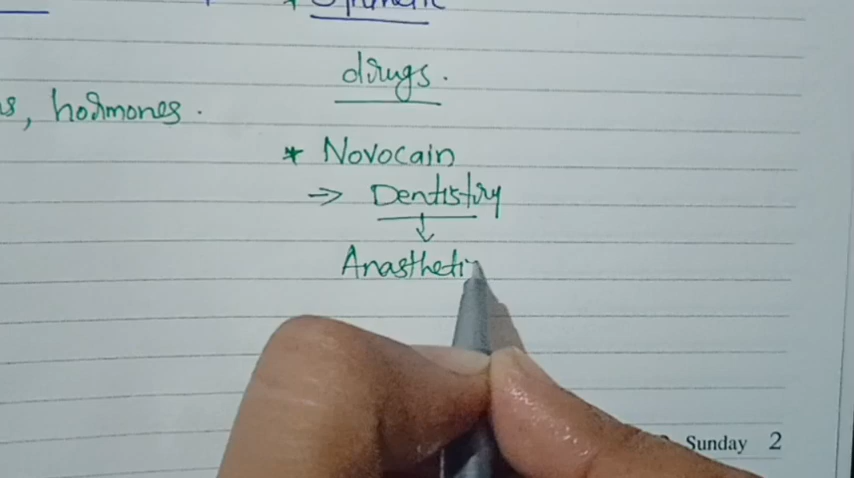 drugs.
hormones.
* Novocain
→ Dentistry
↓
Anastheti
Sunday 2